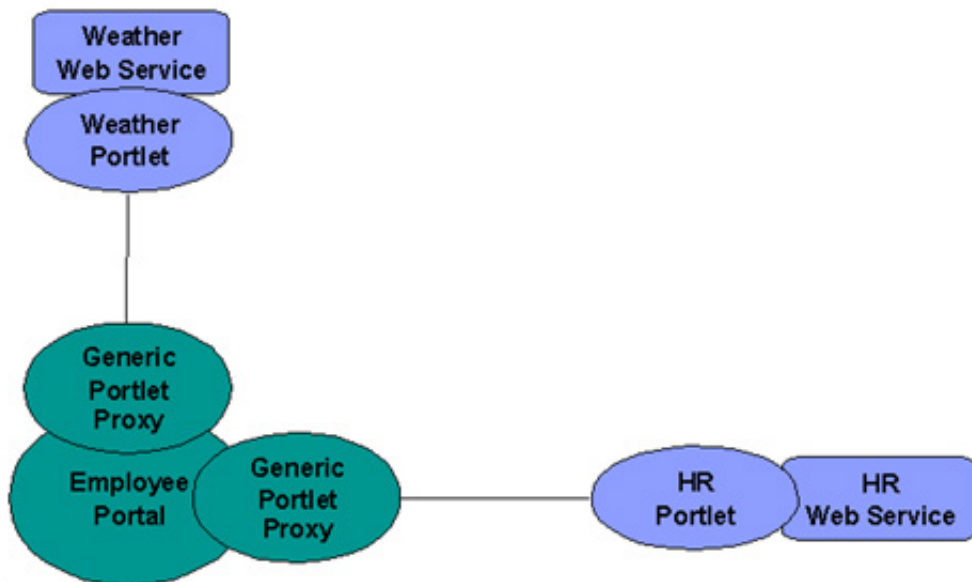 Weather
Web Service
Weather
Portlet
Generic
Portlet
Proxy
Employee
Portal
Generic
Portlet
Proxy
HR
Portlet
HR
Web Service